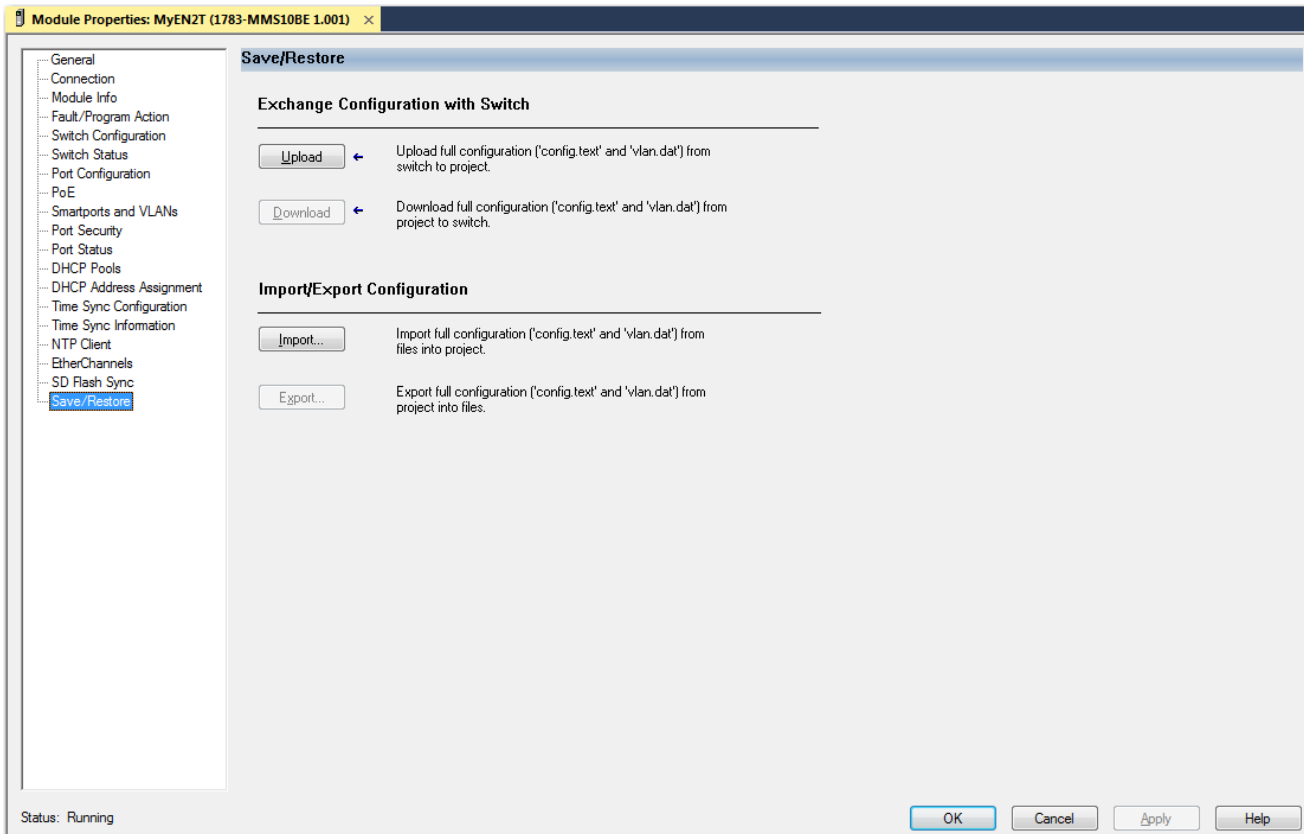 Module Properties: MyEN2T (1783-MMS10BE 1.001)
General
Connection
Module Info
Fault/Program Action
Switch Configuration
Switch Status
Port Configuration
PoE
Smartports and VLANs
Port Security
Port Status
DHCP Pools
DHCP Address Assignment
Time Sync Configuration
Time Sync Information
NTP Client
EtherChannels
SD Flash Sync
Save/Restore
Save/Restore
Exchange Configuration with Switch
Upload
Upload full configuration ('config.text' and 'vlan.dat') from
switch to project.
Download
Download full configuration ('config.text' and 'vlan.dat') from
project to switch.
Import/Export Configuration
Import...
Import full configuration ('config.text' and 'vlan.dat') from
files into project.
Export...
Export full configuration ('config.text' and 'vlan.dat') from
project into files.
Status: Running
OK
Cancel
Apply
Help